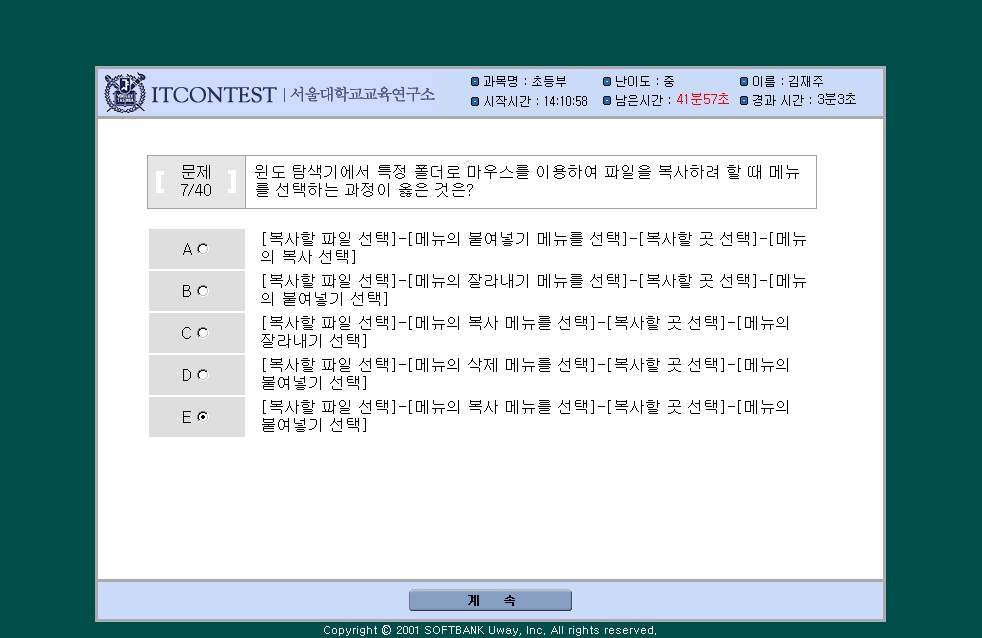 ITCONTEST | 서울대학교교육연구소
과목명 : 초등부 난이도 : 중 이름 : 김재주
시작시간 : 14:10:58 남은시간 : 41분57초 경과 시간 : 3분3초
[ 문제 7/40 ]
윈도 탐색기에서 특정 폴더로 마우스를 이용하여 파일을 복사하려 할 때 메뉴
를 선택하는 과정이 옳은 것은?
A [복사할 파일 선택]-[메뉴의 붙여넣기 메뉴를 선택]-[복사할 곳 선택]-[메뉴
의 복사 선택]
B [복사할 파일 선택]-[메뉴의 잘라내기 메뉴를 선택]-[복사할 곳 선택]-[메뉴
의 붙여넣기 선택]
C [복사할 파일 선택]-[메뉴의 복사 메뉴를 선택]-[복사할 곳 선택]-[메뉴의
잘라내기 선택]
D [복사할 파일 선택]-[메뉴의 삭제 메뉴를 선택]-[복사할 곳 선택]-[메뉴의
붙여넣기 선택]
E [복사할 파일 선택]-[메뉴의 복사 메뉴를 선택]-[복사할 곳 선택]-[메뉴의
붙여넣기 선택]
계 속
Copyright © 2001 SOFTBANK Uway, Inc. All rights reserved.